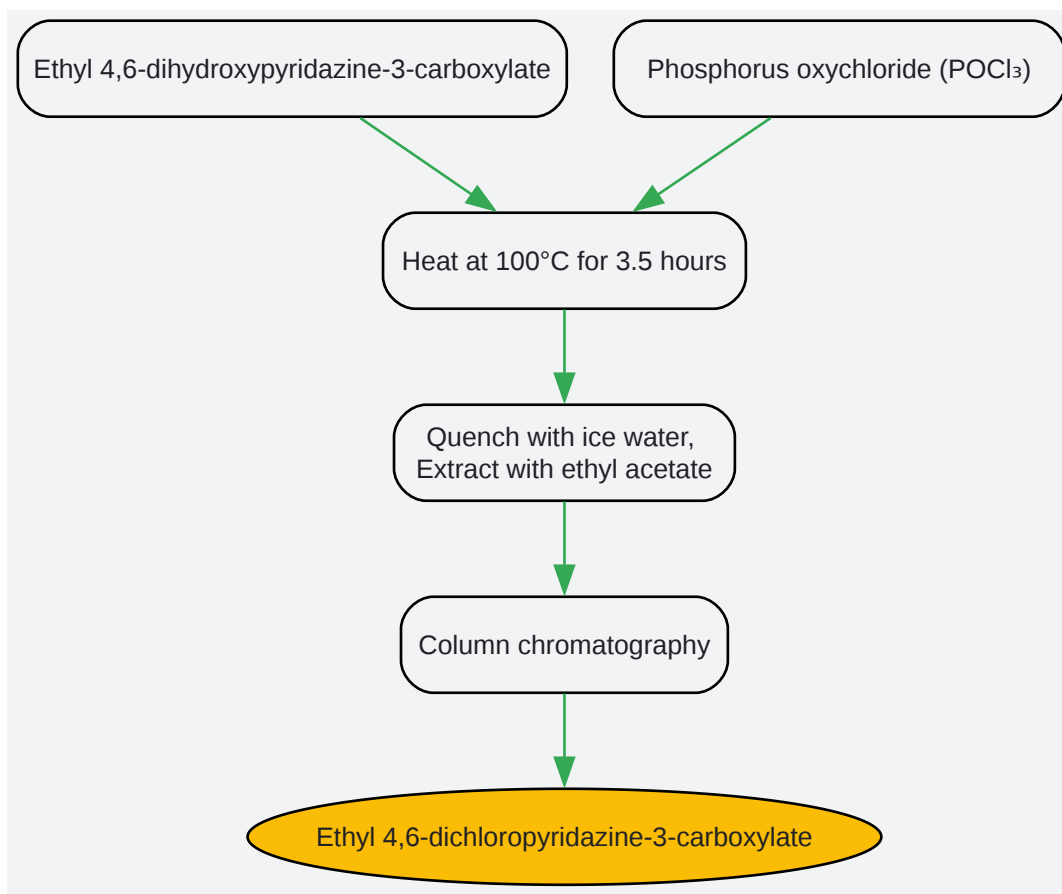 Ethyl 4,6-dihydroxypyridazine-3-carboxylate
Phosphorus oxychloride (POCl₃)
Heat at 100°C for 3.5 hours
Quench with ice water,
Extract with ethyl acetate
Column chromatography
Ethyl 4,6-dichloropyridazine-3-carboxylate